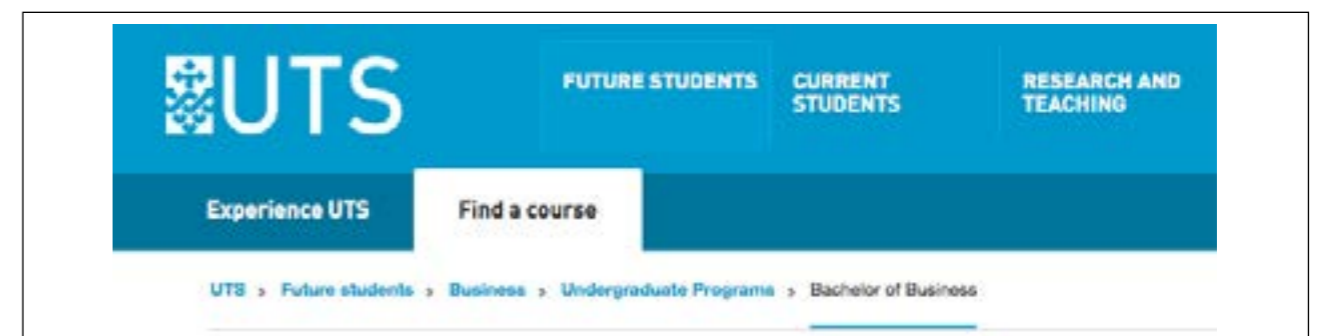 UTS
FUTURE STUDENTS
CURRENT
STUDENTS
RESEARCH AND
TEACHING
Experience UTS
Find a course
UTS > Future students > Business > Undergraduate Programs > Bachelor of Business